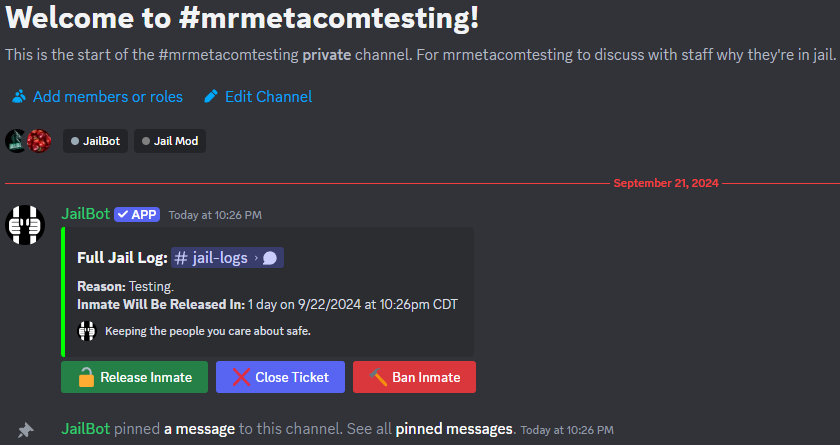 Welcome to #mrmetacomtesting!
This is the start of the #mrmetacomtesting private channel. For mrmetacomtesting to discuss with staff why they're in jail.
Add members or roles Edit Channel
JailBot Jail Mod
September 21, 2024
JailBot APP Today at 10:26 PM
Full Jail Log: # jail-logs ›
Reason: Testing.
Inmate Will Be Released In: 1 day on 9/22/2024 at 10:26pm CDT
Keeping the people you care about safe.
Release Inmate Close Ticket Ban Inmate
JailBot pinned a message to this channel. See all pinned messages. Today at 10:26 PM